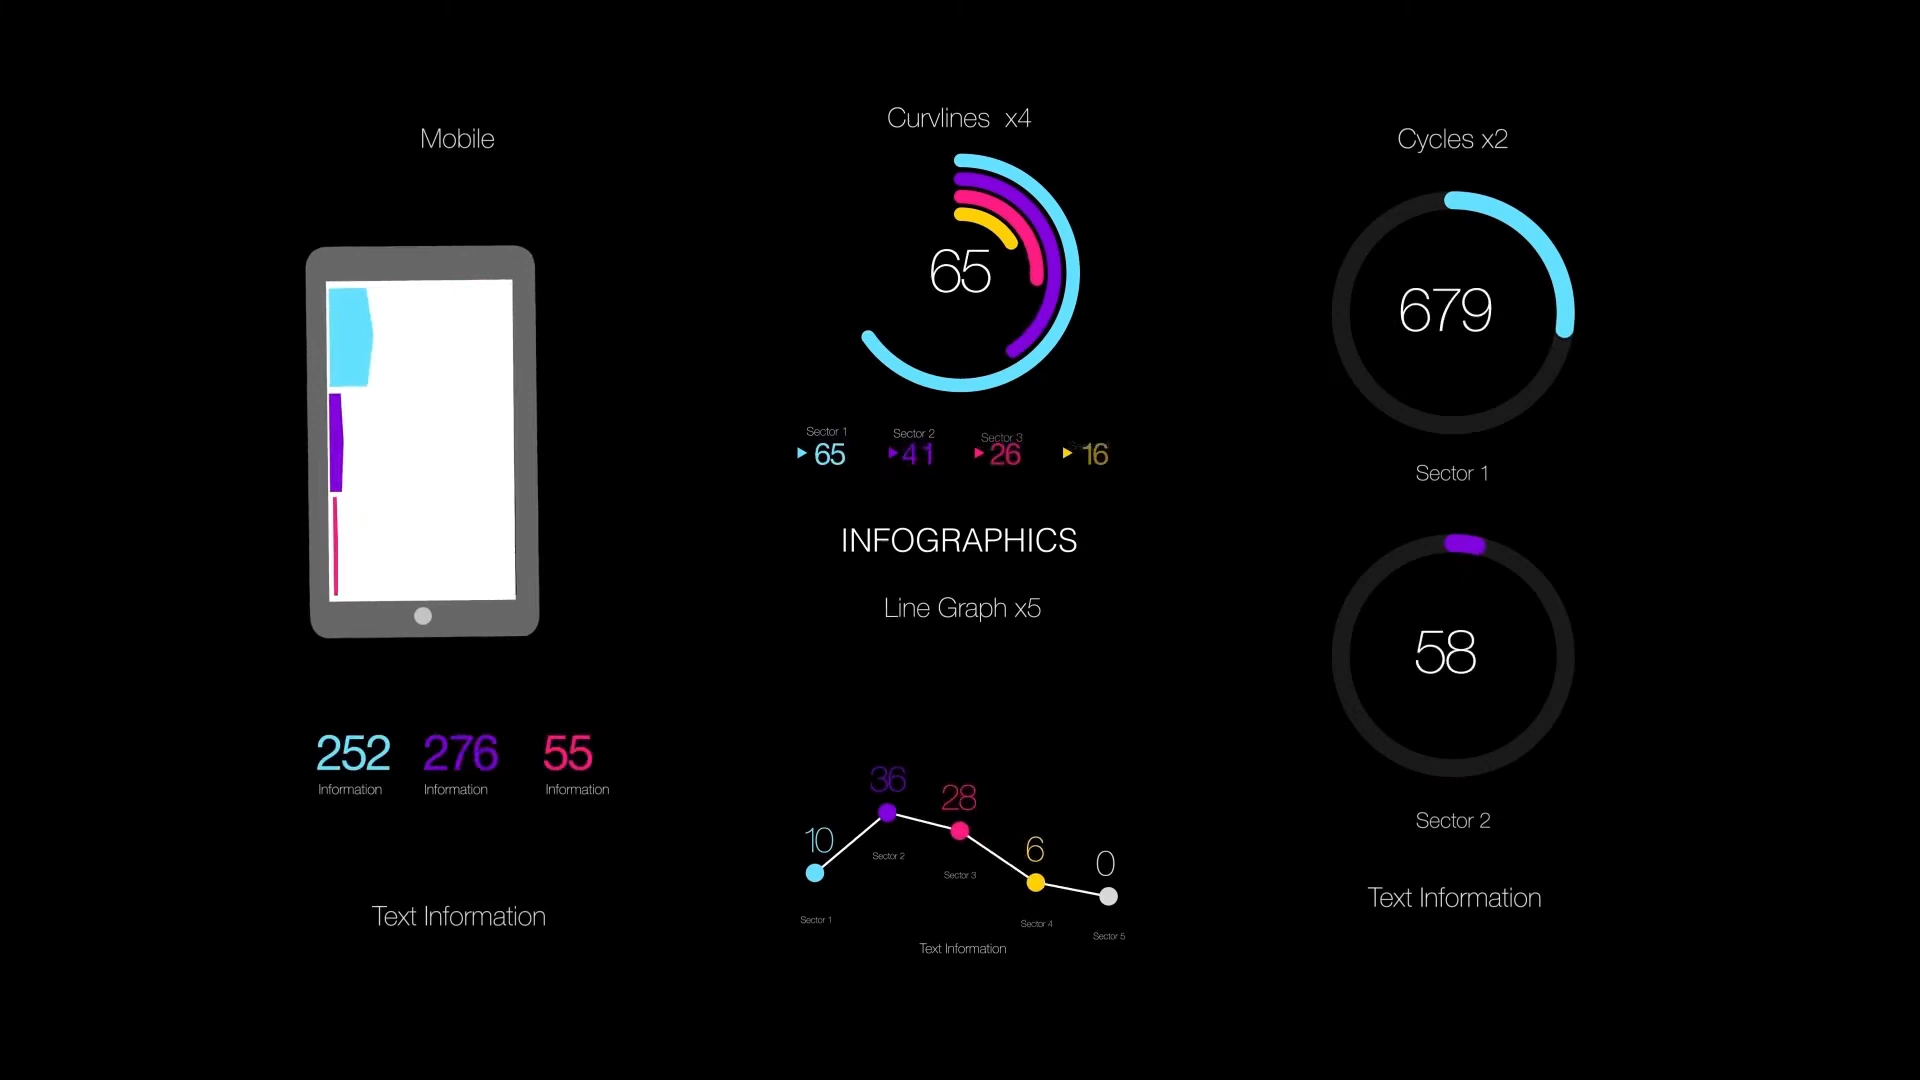 Mobile
252 276 55
Information Information Information
Text Information
Curvlines x4
65
Sector 1 Sector 2 Sector 3
65 41 26 16
INFOGRAPHICS
Line Graph x5
10 36 28 6 0
Sector 1 Sector 2 Sector 3 Sector 4 Sector 5
Text Information
Cycles x2
679
Sector 1
58
Sector 2
Text Information